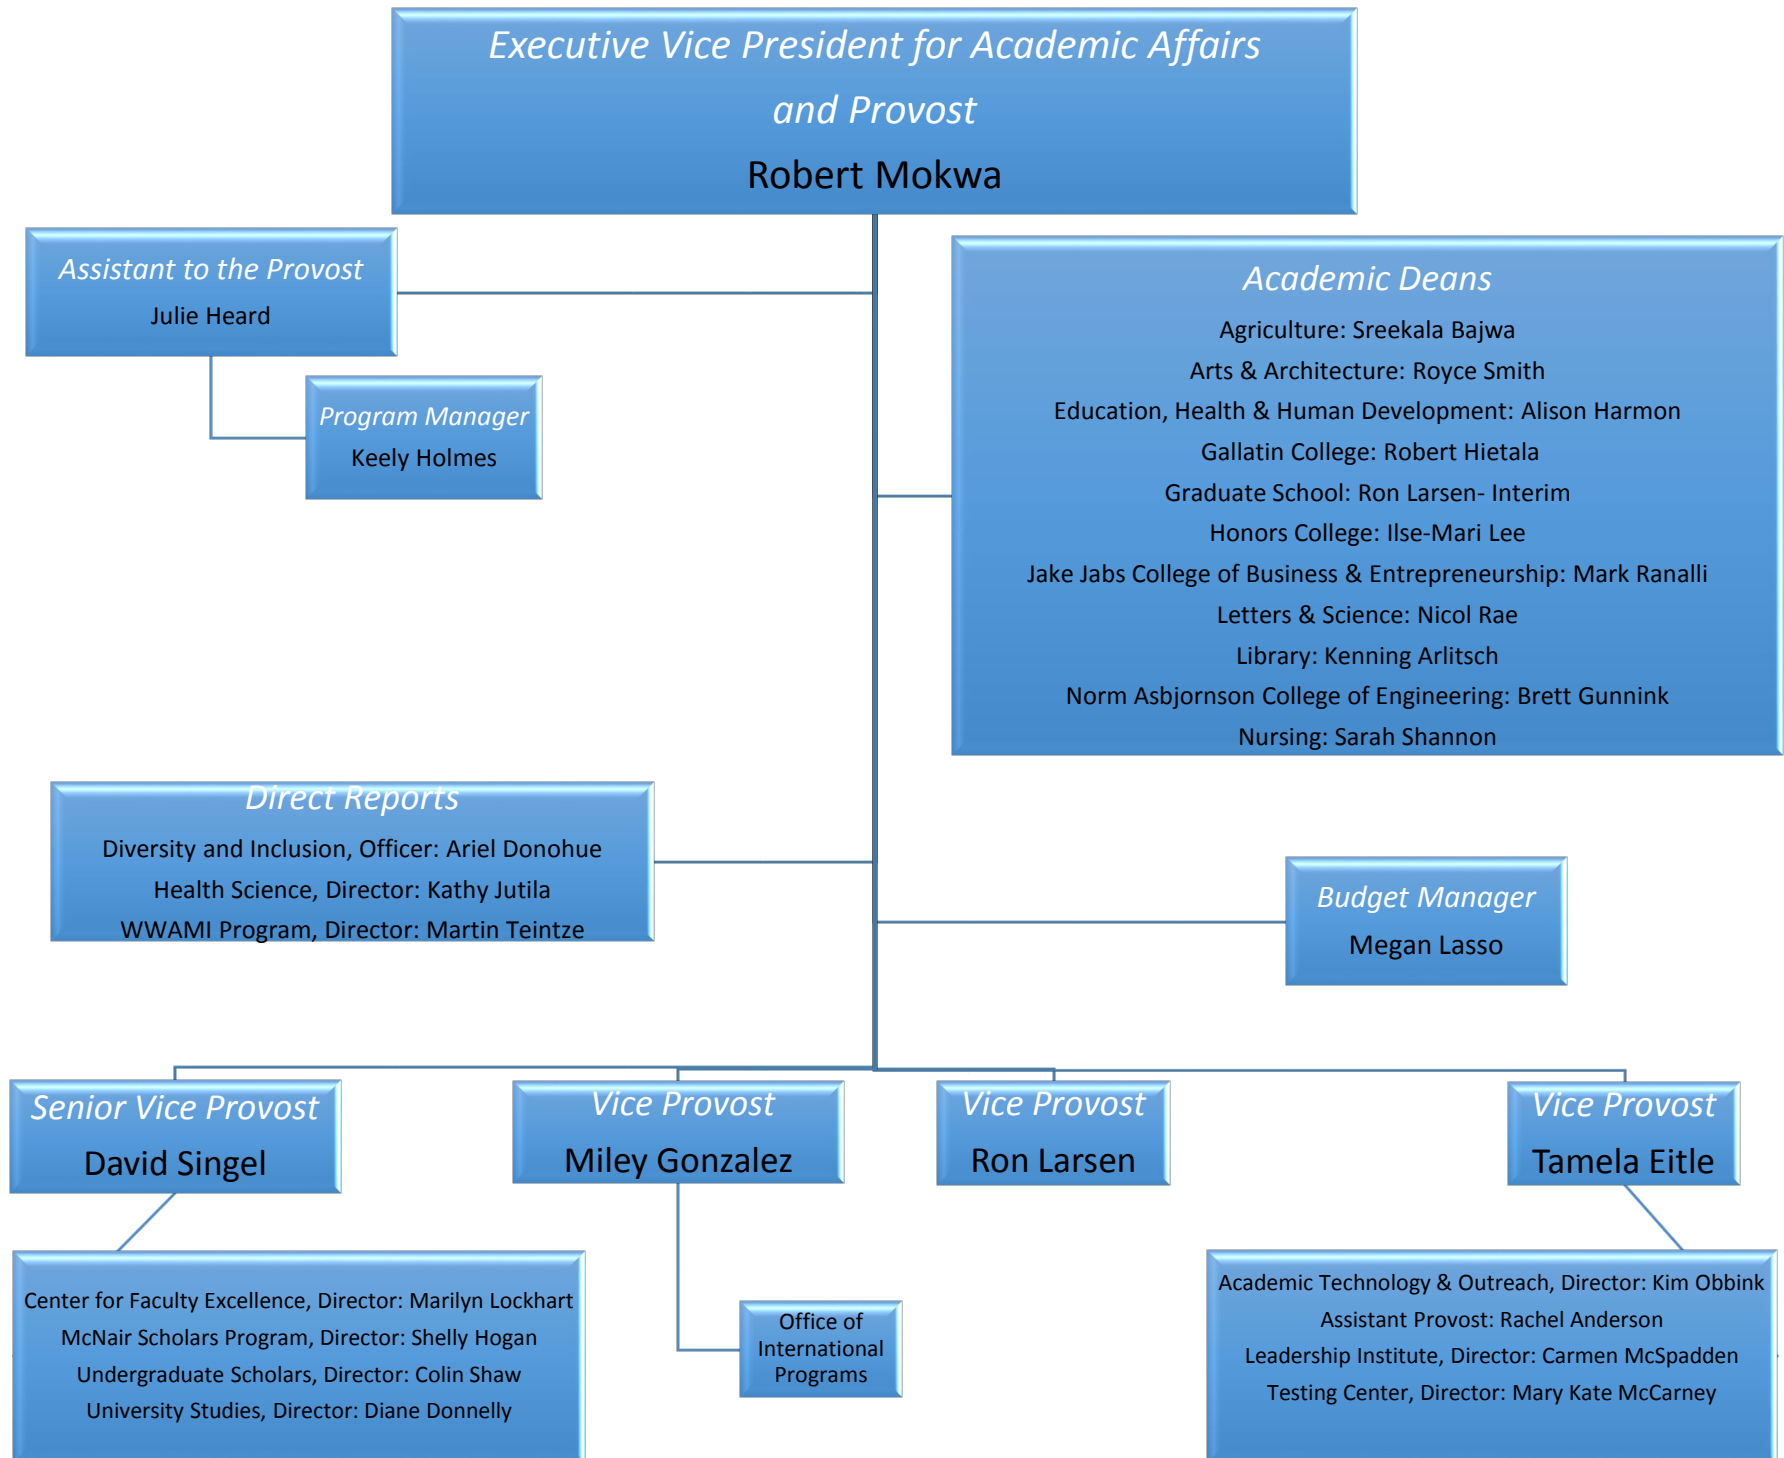 Executive Vice President for Academic Affairs
and Provost
Robert Mokwa
Assistant to the Provost
Julie Heard
Program Manager
Keely Holmes
Academic Deans
Agriculture: Sreekala Bajwa
Arts & Architecture: Royce Smith
Education, Health & Human Development: Alison Harmon
Gallatin College: Robert Hietala
Graduate School: Ron Larsen- Interim
Honors College: Ilse-Mari Lee
Jake Jabs College of Business & Entrepreneurship: Mark Ranalli
Letters & Science: Nicol Rae
Library: Kenning Arlitsch
Norm Asbjornson College of Engineering: Brett Gunnink
Nursing: Sarah Shannon
Direct Reports
Diversity and Inclusion, Officer: Ariel Donohue
Health Science, Director: Kathy Jutila
WWAMI Program, Director: Martin Teintze
Budget Manager
Megan Lasso
Senior Vice Provost
David Singel
Vice Provost
Miley Gonzalez
Vice Provost
Ron Larsen
Vice Provost
Tamela Eitle
Center for Faculty Excellence, Director: Marilyn Lockhart
McNair Scholars Program, Director: Shelly Hogan
Undergraduate Scholars, Director: Colin Shaw
University Studies, Director: Diane Donnelly
Office of
International
Programs
Academic Technology & Outreach, Director: Kim Obbink
Assistant Provost: Rachel Anderson
Leadership Institute, Director: Carmen McSpadden
Testing Center, Director: Mary Kate McCarney